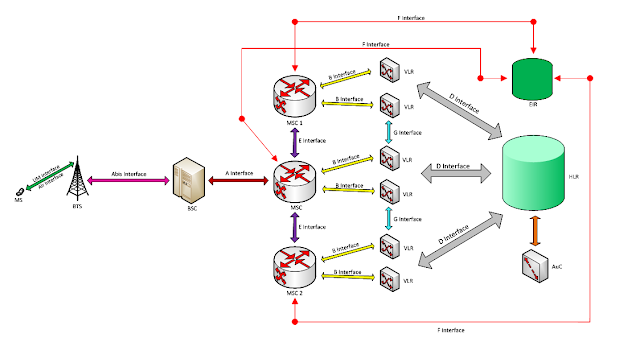 F Interface
F Interface
B Interface
VLR
B Interface
VLR
EIR
MSC 1
D Interface
E Interface
G Interface
B Interface
VLR
UM Interface
Air Interface
Abis Interface
A Interface
D Interface
HLR
B Interface
MS
BTS
BSC
MSC
VLR
E Interface
G Interface
D Interface
B Interface
VLR
AuC
B Interface
VLR
MSC 2
F Interface